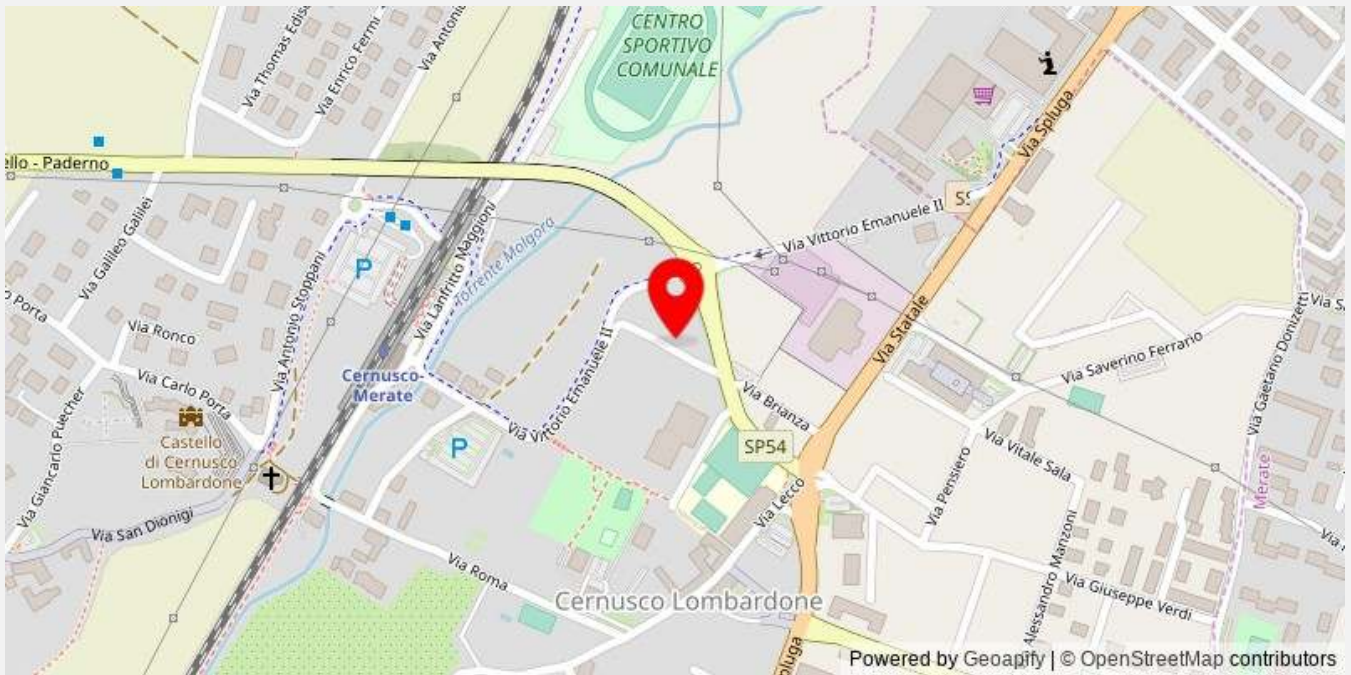 CENTRO
SPORTIVO
COMUNALE
Via Thomas Edis
Via Enrico Fermi
Via Antonio
Via Spluga
ello - Paderno
SS
Via Vittorio Emanuele II
Via Galileo Galilei
P
Via Antonio Stoppani
Via Lanfritto Maggioni
Torrente Molgora
o Porta
Via Ronco
Via Statale
Via Gaetano Donizetti
Via S
Via Saverino Ferrario
Cernusco-
Merate
Via Vittorio Emanuele II
Via Carlo Porta
Via Giancarlo Puecher
Castello
di Cernusco
Lombardone
Via Brianza
Via Vittorio Emanuele II
P
SP54
Via Vitale Sala
Via Pensiero
Merate
Via Lecco
Via San Dionigi
Via Roma
Via Giuseppe Verdi
Alessandro Manzoni
Cernusco Lombardone
pluga
Powered by Geoapify | © OpenStreetMap contributors